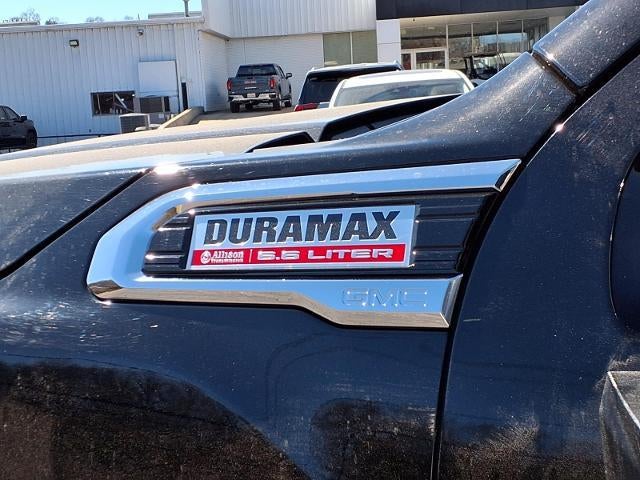 DURAMAX
Allison TRANSMISSION 6.6 LITER
GMC